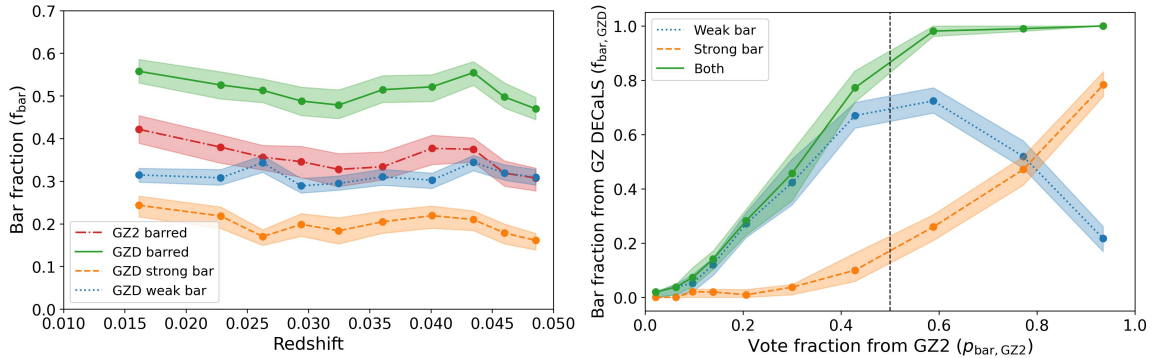 0.7
0.6
0.5
0.4
0.3
0.2
0.1
0.0
Bar fraction (f_bar)
GZ2 barred
GZD barred
GZD strong bar
GZD weak bar
0.010 0.015 0.020 0.025 0.030 0.035 0.040 0.045 0.050
Redshift
1.0
0.8
0.6
0.4
0.2
0.0
Bar fraction from GZ DECaLS (f_bar, GZD)
Weak bar
Strong bar
Both
0.0 0.2 0.4 0.6 0.8 1.0
Vote fraction from GZ2 (p_bar, GZ2)